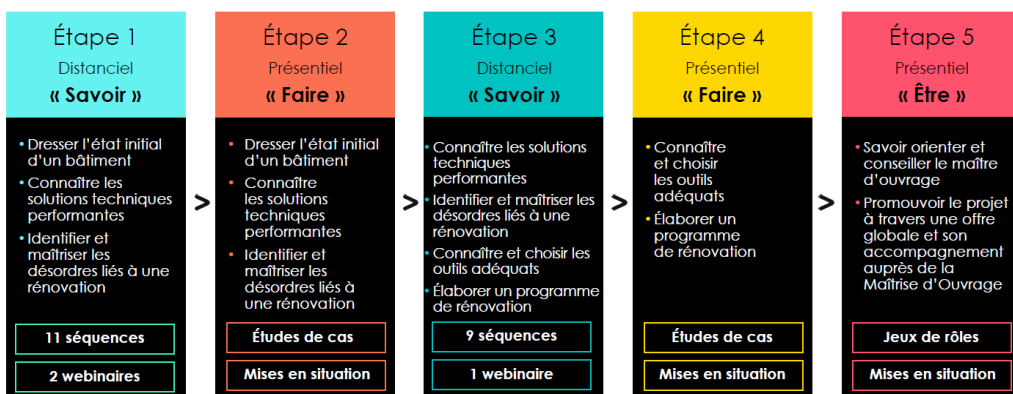 Étape 1
Distanciel
« Savoir »
• Dresser l'état initial
d'un bâtiment
• Connaître les
solutions techniques
performantes
• Identifier et
maîtriser les
désordres liés à une
rénovation
11 séquences
2 webinaires
>
Étape 2
Présentiel
« Faire »
• Dresser l'état initial
d'un bâtiment
• Connaître
les solutions
techniques
performantes
• Identifier et
maîtriser les
désordres liés à
une rénovation
Études de cas
Mises en situation
>
Étape 3
Distanciel
« Savoir »
• Connaître les solutions
techniques
performantes
• Identifier et maîtriser les
désordres liés à une
rénovation
• Connaître et choisir les
outils adéquats
• Élaborer un programme
de rénovation
9 séquences
1 webinaire
>
Étape 4
Présentiel
« Faire »
• Connaître
et choisir
les outils
adéquats
• Élaborer un
programme
de rénovation
Études de cas
Mises en situation
>
Étape 5
Présentiel
« Être »
• Savoir orienter et
conseiller le maître
d'ouvrage
• Promouvoir le projet
à travers une offre
globale et son
accompagnement
auprès de la
Maîtrise d'Ouvrage
Jeux de rôles
Mises en situation